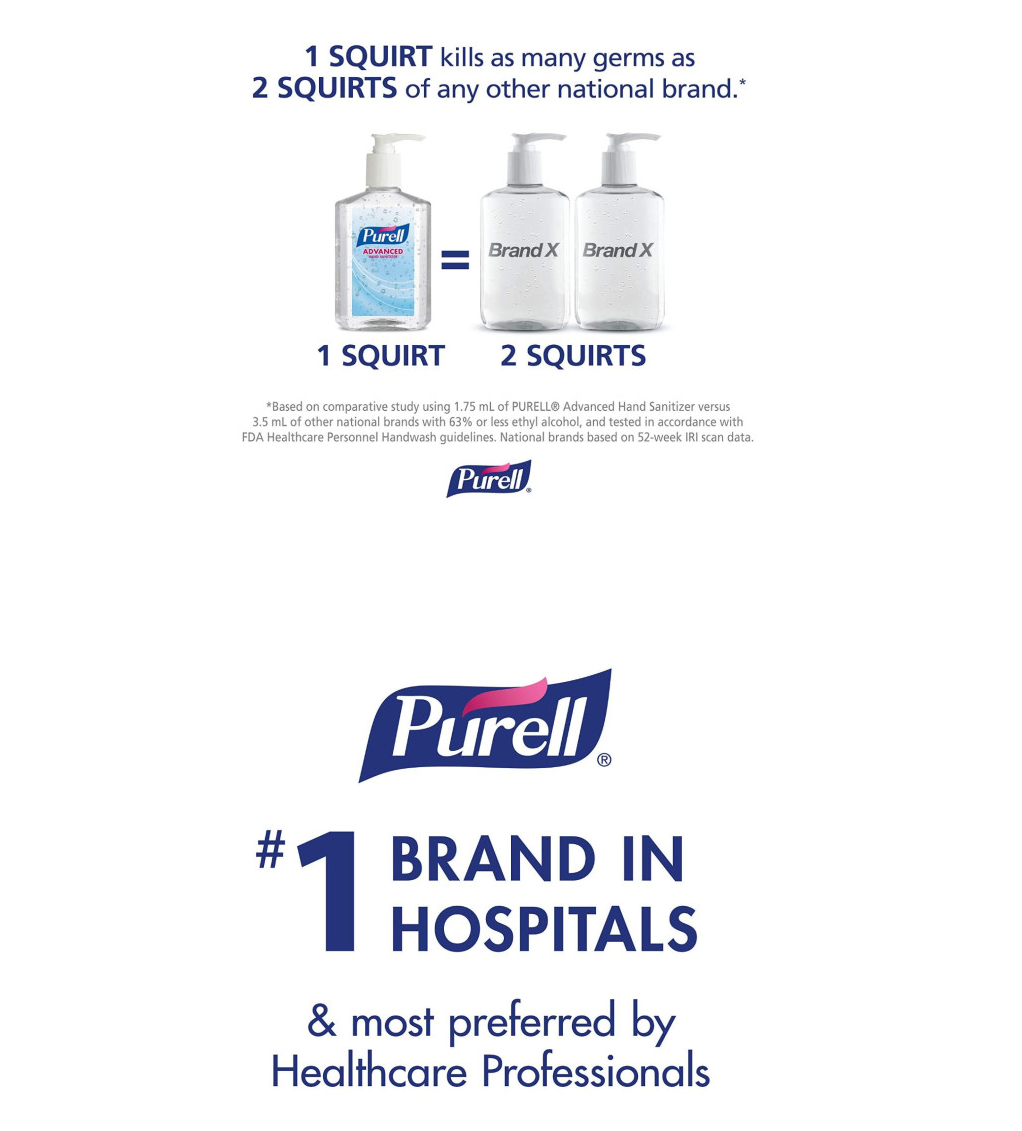 1 SQUIRT kills as many germs as
2 SQUIRTS of any other national brand.*
Purell
ADVANCED
HAND SANITIZER
=
Brand X
Brand X
1 SQUIRT
2 SQUIRTS
*Based on comparative study using 1.75 mL of PURELL® Advanced Hand Sanitizer versus
3.5 mL of other national brands with 63% or less ethyl alcohol, and tested in accordance with
FDA Healthcare Personnel Handwash guidelines. National brands based on 52-week IRI scan data.
Purell®
Purell®
#1 BRAND IN
HOSPITALS
& most preferred by
Healthcare Professionals